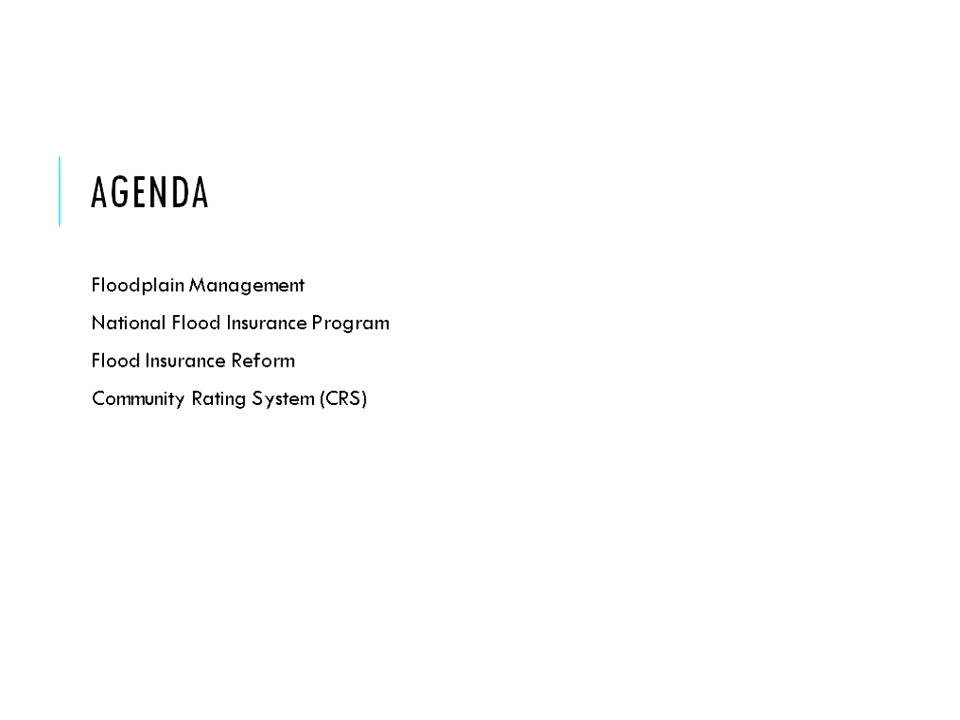 AGENDA
Floodplain Management
National Flood Insurance Program
Flood Insurance Reform
Community Rating System (CRS)